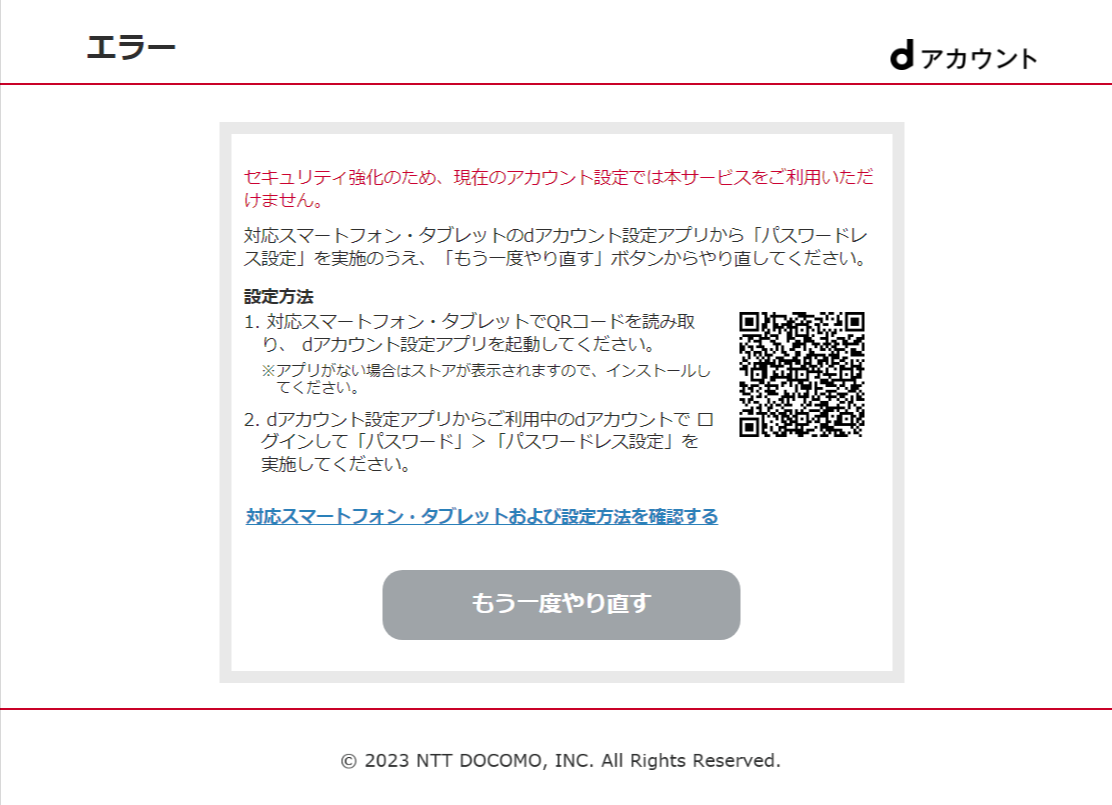 エラー
dアカウント
セキュリティ強化のため、現在のアカウント設定では本サービスをご利用いただ
けません。
対応スマートフォン・タブレットのdアカウント設定アプリから「パスワードレ
ス設定」を実施のうえ、「もう一度やり直す」ボタンからやり直してください。
設定方法
1. 対応スマートフォン・タブレットでQRコードを読み取
り、 dアカウント設定アプリを起動してください。
※アプリがない場合はストアが表示されますので、インストールし
てください。
2. dアカウント設定アプリからご利用中のdアカウントで ロ
グインして「パスワード」＞「パスワードレス設定」を
実施してください。
対応スマートフォン・タブレットおよび設定方法を確認する
もう一度やり直す
© 2023 NTT DOCOMO, INC. All Rights Reserved.